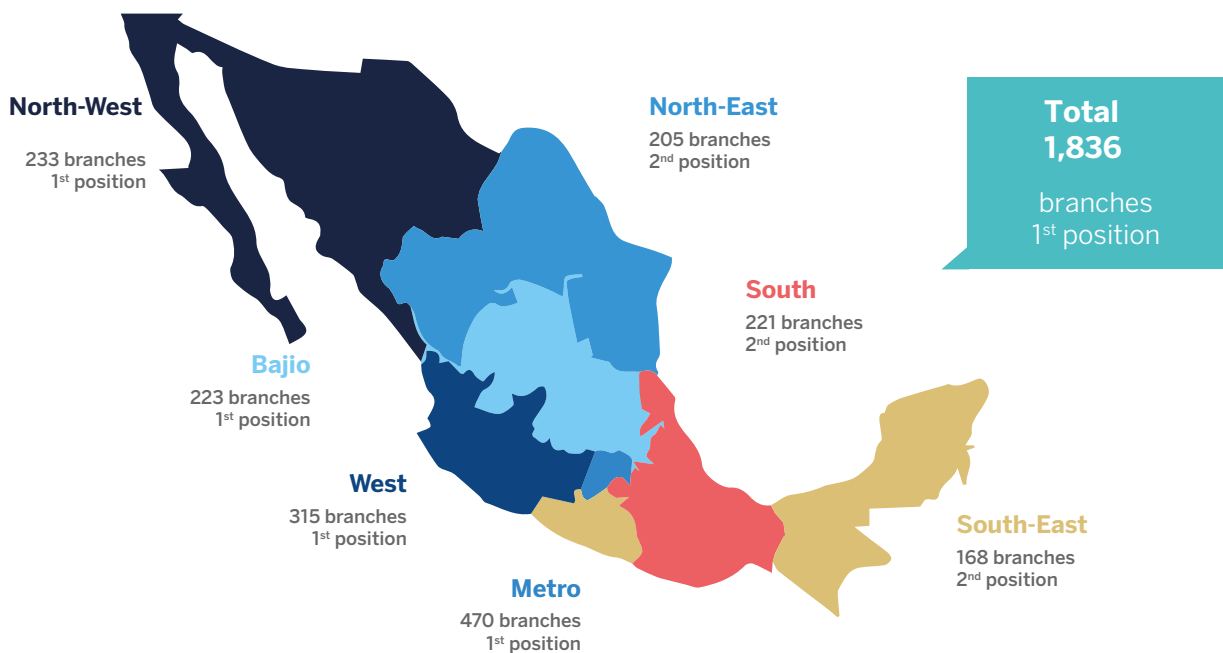 North-West
233 branches
1st position
North-East
205 branches
2nd position
Total
1,836
branches
1st position
South
221 branches
2nd position
Bajio
223 branches
1st position
West
315 branches
1st position
South-East
168 branches
2nd position
Metro
470 branches
1st position